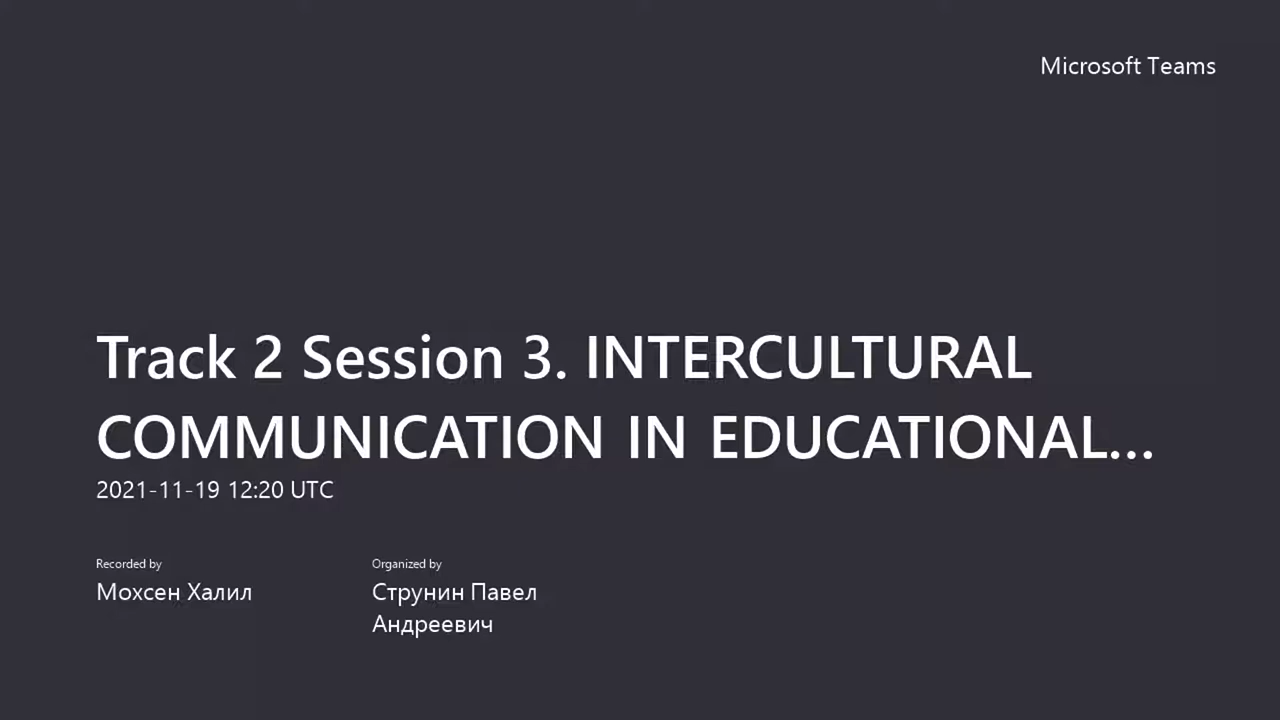 Microsoft Teams
Track 2 Session 3. INTERCULTURAL
COMMUNICATION IN EDUCATIONAL...
2021-11-19 12:20 UTC
Recorded by
Мохсен Халил
Organized by
Струнин Павел
Андреевич